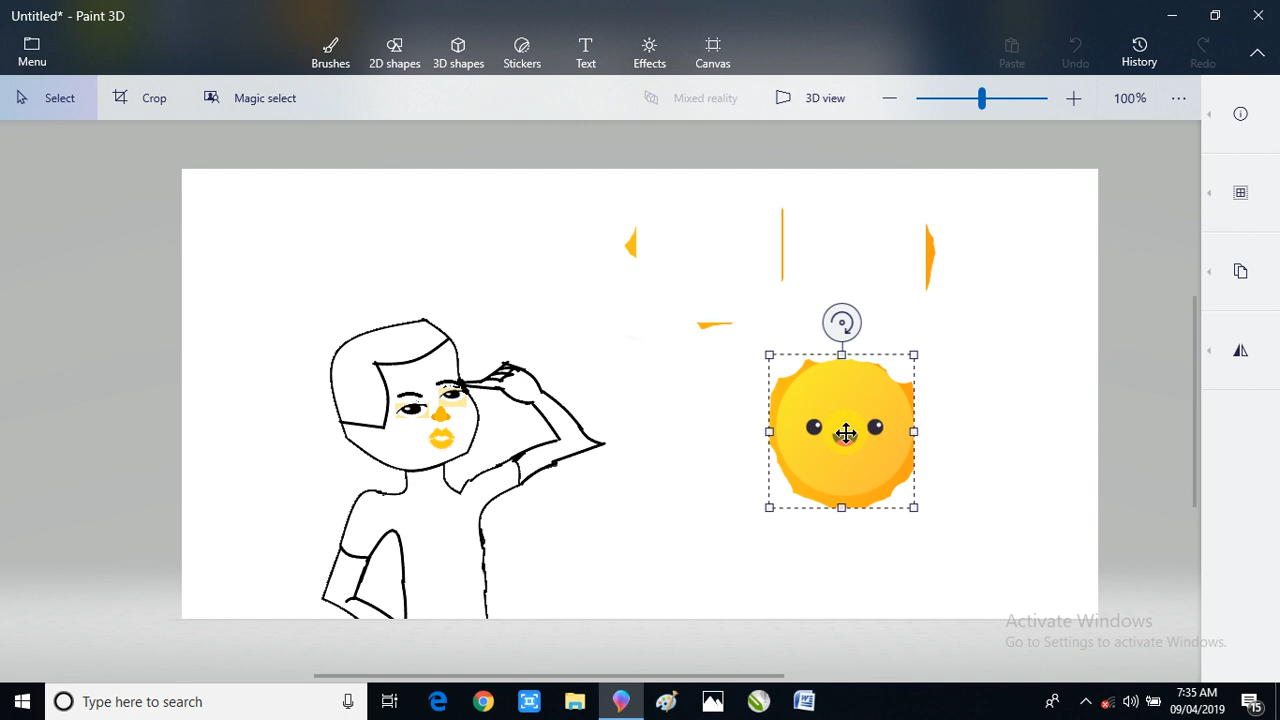 Untitled* - Paint 3D
Menu
Brushes
2D shapes
3D shapes
Stickers
Text
Effects
Canvas
Paste
Undo
History
Redo
Select
Crop
Magic select
Mixed reality
3D view
100%
Activate Windows
Go to Settings to activate Windows.
Type here to search
7:35 AM
09/04/2019
15